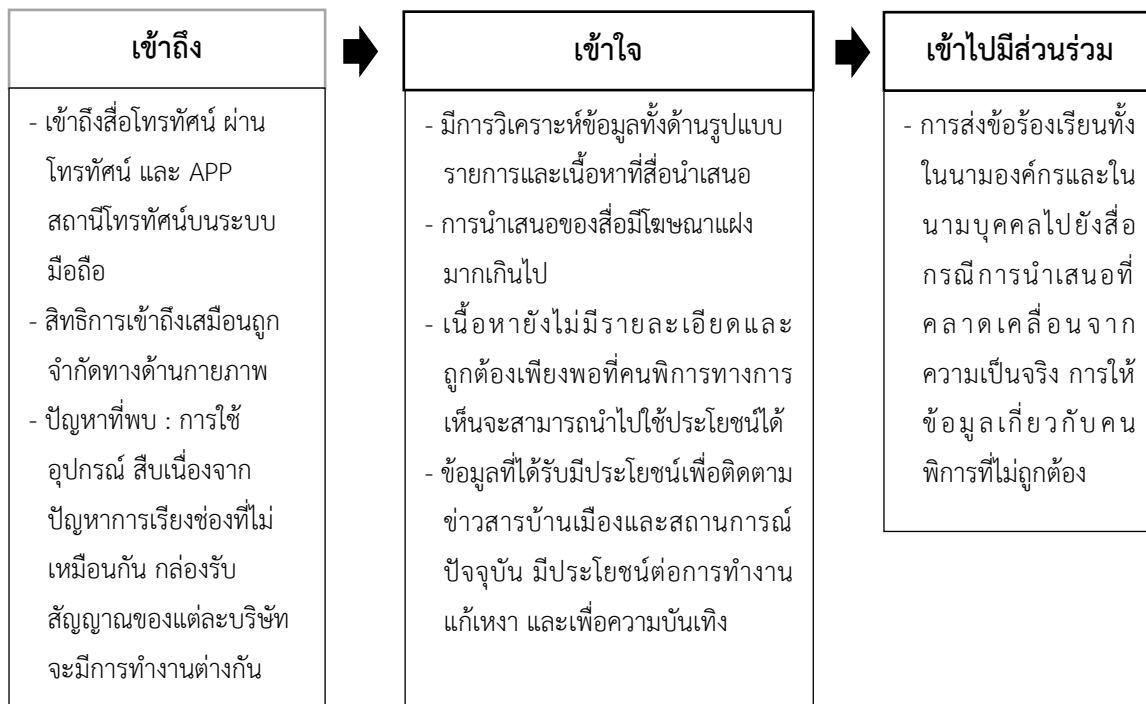 เข้าถึง
- เข้าถึงสื่อโทรทัศน์ ผ่าน
โทรทัศน์ และ APP
สถานีโทรทัศน์บนระบบ
มือถือ
- สิทธิการเข้าถึงเสมือนถูก
จำกัดทางด้านกายภาพ
- ปัญหาที่พบ : การใช้
อุปกรณ์ สืบเนื่องจาก
ปัญหาการเรียงช่องที่ไม่
เหมือนกัน กล่องรับ
สัญญาณของแต่ละบริษัท
จะมีการทำงานต่างกัน
เข้าใจ
- มีการวิเคราะห์ข้อมูลทั้งด้านรูปแบบ
รายการและเนื้อหาที่สื่อนำเสนอ
- การนำเสนอของสื่อมีโฆษณาแฝง
มากเกินไป
- เนื้อหายังไม่มีรายละเอียดและ
ถูกต้องเพียงพอที่คนพิการทางการ
เห็นจะสามารถนำไปใช้ประโยชน์ได้
- ข้อมูลที่ได้รับมีประโยชน์เพื่อติดตาม
ข่าวสารบ้านเมืองและสถานการณ์
ปัจจุบัน มีประโยชน์ต่อการทำงาน
แก้เหงา และเพื่อความบันเทิง
เข้าไปมีส่วนร่วม
- การส่งข้อร้องเรียนทั้ง
ในนามองค์กรและใน
นามบุคคลไปยังสื่อ
กรณีการนำเสนอที่
คลาดเคลื่อนจาก
ความเป็นจริง การให้
ข้อมูลเกี่ยวกับคน
พิการที่ไม่ถูกต้อง